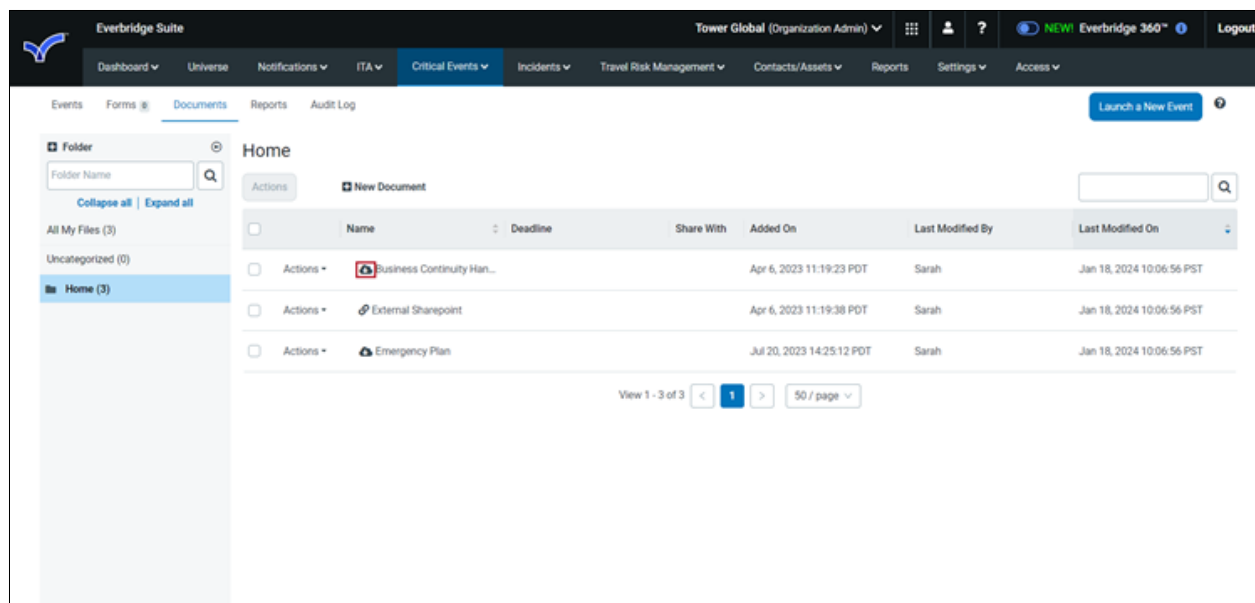 Everbridge Suite
Tower Global (Organization Admin)
?
NEW! Everbridge 360™
Logout
Dashboard
Universe
Notifications
ITA
Critical Events
Incidents
Travel Risk Management
Contacts/Assets
Reports
Settings
Access
Events
Forms 0
Documents
Reports
Audit Log
Launch a New Event
?
Folder
Folder Name
Collapse all | Expand all
All My Files (3)
Uncategorized (0)
Home (3)
Home
Actions
New Document
Name Deadline Share With Added On Last Modified By Last Modified On
Actions Business Continuity Han... Apr 6, 2023 11:19:23 PDT Sarah Jan 18, 2024 10:06:56 PST
Actions External Sharepoint Apr 6, 2023 11:19:38 PDT Sarah Jan 18, 2024 10:06:56 PST
Actions Emergency Plan Jul 20, 2023 14:25:12 PDT Sarah Jan 18, 2024 10:06:56 PST
View 1 - 3 of 3 < 1 > 50 / page